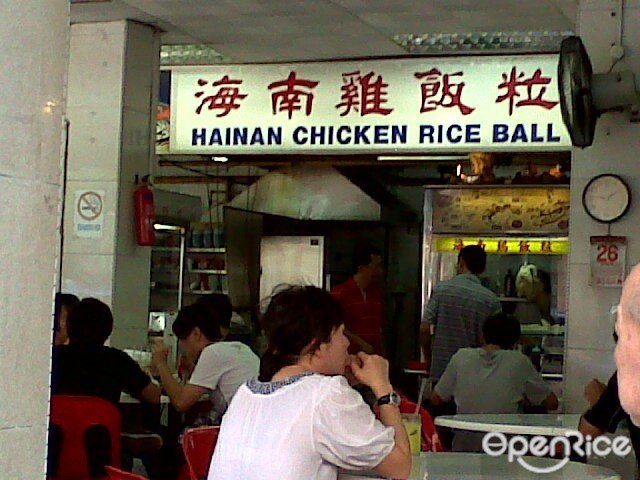 海南雞飯粒
HAINAN CHICKEN RICE BALL
26
OPENRICE